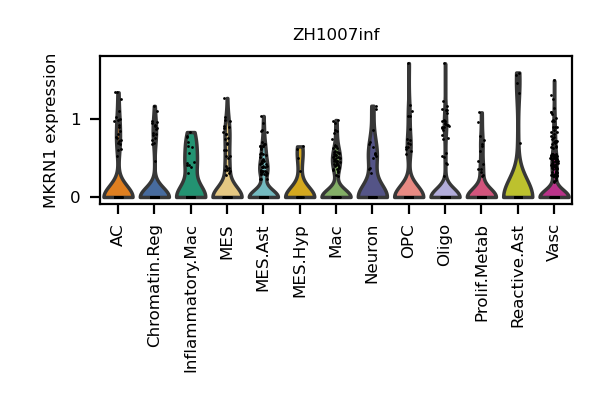 ZH1007inf
MKRN1 expression
1
0
AC
Chromatin.Reg
Inflammatory.Mac
MES
MES.Ast
MES.Hyp
Mac
Neuron
OPC
Oligo
Prolif.Metab
Reactive.Ast
Vasc